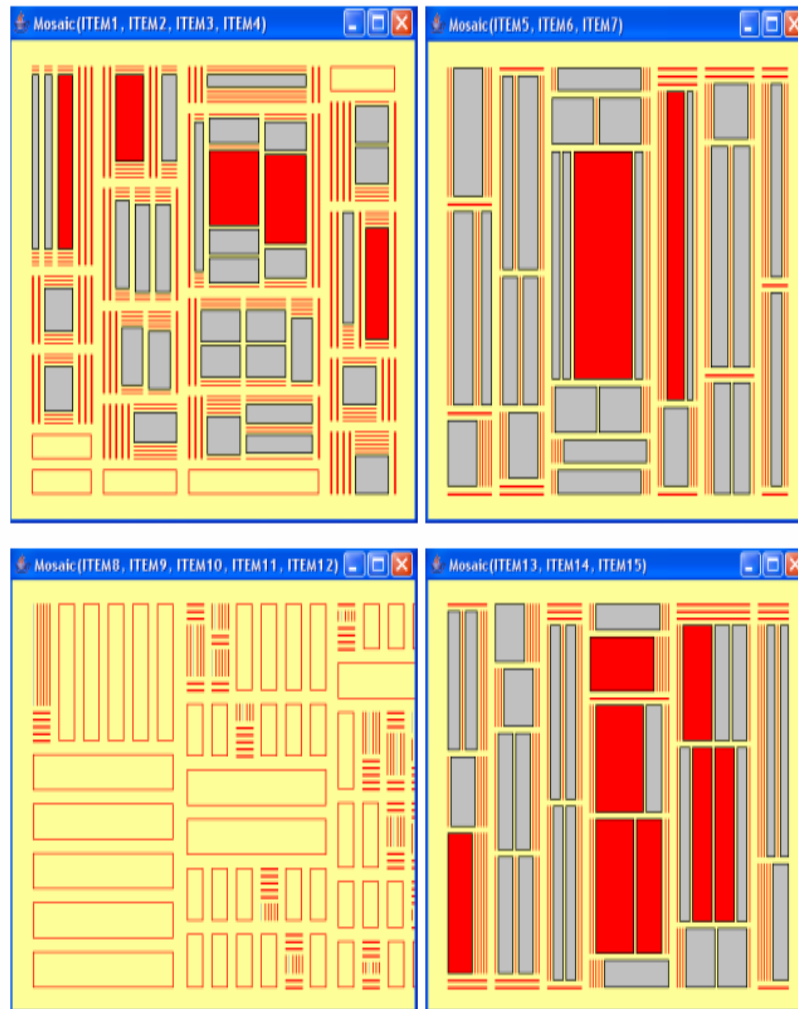 Mosaic(ITEM1, ITEM2, ITEM3, ITEM4)
Mosaic(ITEM5, ITEM6, ITEM7)
Mosaic(ITEM8, ITEM9, ITEM10, ITEM11, ITEM12)
Mosaic(ITEM13, ITEM14, ITEM15)